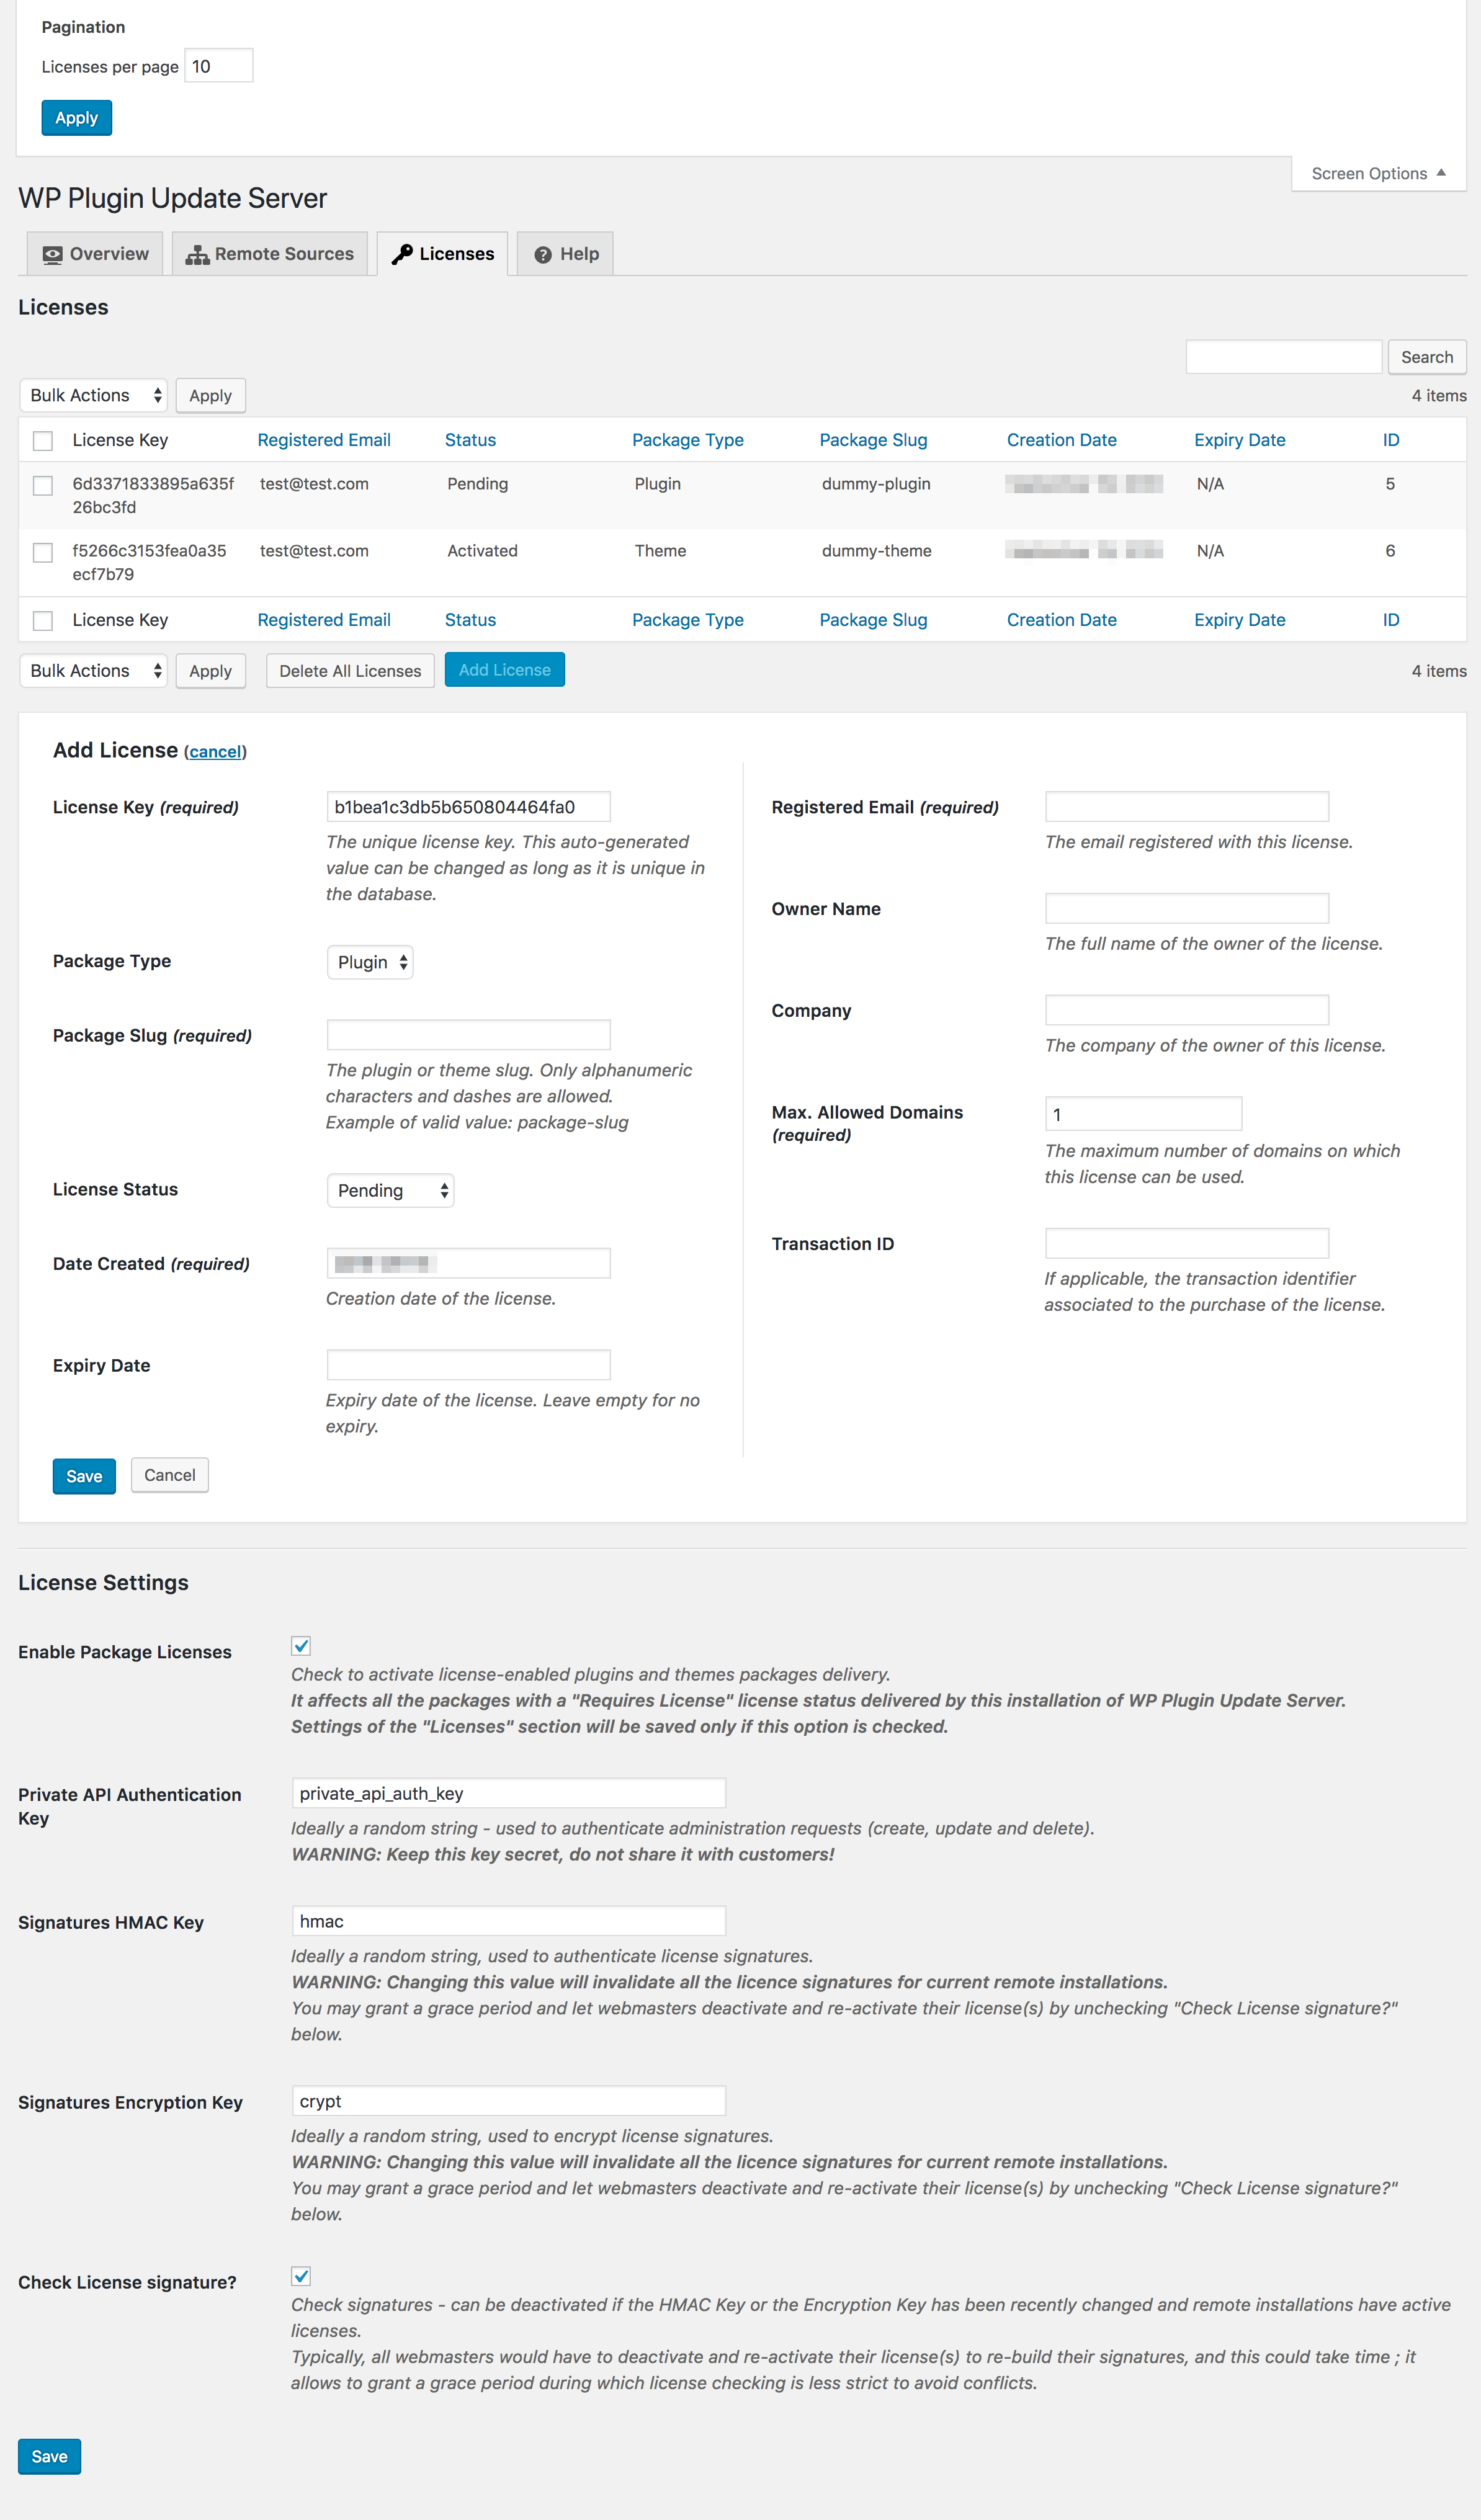 Pagination
Licenses per page 10
Apply
Screen Options
WP Plugin Update Server
Overview Remote Sources Licenses Help
Licenses
Search
Bulk Actions Apply 4 items
License Key Registered Email Status Package Type Package Slug Creation Date Expiry Date ID
6d3371833895a635f test@test.com Pending Plugin dummy-plugin N/A 5
26bc3fd
f5266c3153fea0a35 test@test.com Activated Theme dummy-theme N/A 6
ecf7b79
License Key Registered Email Status Package Type Package Slug Creation Date Expiry Date ID
Bulk Actions Apply Delete All Licenses Add License 4 items
Add License (cancel)
License Key (required) b1bea1c3db5b650804464fa0
The unique license key. This auto-generated
value can be changed as long as it is unique in
the database.
Package Type Plugin
Package Slug (required)
The plugin or theme slug. Only alphanumeric
characters and dashes are allowed.
Example of valid value: package-slug
License Status Pending
Date Created (required)
Creation date of the license.
Expiry Date
Expiry date of the license. Leave empty for no
expiry.
Registered Email (required)
The email registered with this license.
Owner Name
The full name of the owner of the license.
Company
The company of the owner of this license.
Max. Allowed Domains 1
(required)
The maximum number of domains on which
this license can be used.
Transaction ID
If applicable, the transaction identifier
associated to the purchase of the license.
Save Cancel
License Settings
Enable Package Licenses
Check to activate license-enabled plugins and themes packages delivery.
It affects all the packages with a "Requires License" license status delivered by this installation of WP Plugin Update Server.
Settings of the "Licenses" section will be saved only if this option is checked.
Private API Authentication private_api_auth_key
Key
Ideally a random string - used to authenticate administration requests (create, update and delete).
WARNING: Keep this key secret, do not share it with customers!
Signatures HMAC Key hmac
Ideally a random string, used to authenticate license signatures.
WARNING: Changing this value will invalidate all the licence signatures for current remote installations.
You may grant a grace period and let webmasters deactivate and re-activate their license(s) by unchecking "Check License signature?"
below.
Signatures Encryption Key crypt
Ideally a random string, used to encrypt license signatures.
WARNING: Changing this value will invalidate all the licence signatures for current remote installations.
You may grant a grace period and let webmasters deactivate and re-activate their license(s) by unchecking "Check License signature?"
below.
Check License signature?
Check signatures - can be deactivated if the HMAC Key or the Encryption Key has been recently changed and remote installations have active
licenses.
Typically, all webmasters would have to deactivate and re-activate their license(s) to re-build their signatures, and this could take time ; it
allows to grant a grace period during which license checking is less strict to avoid conflicts.
Save